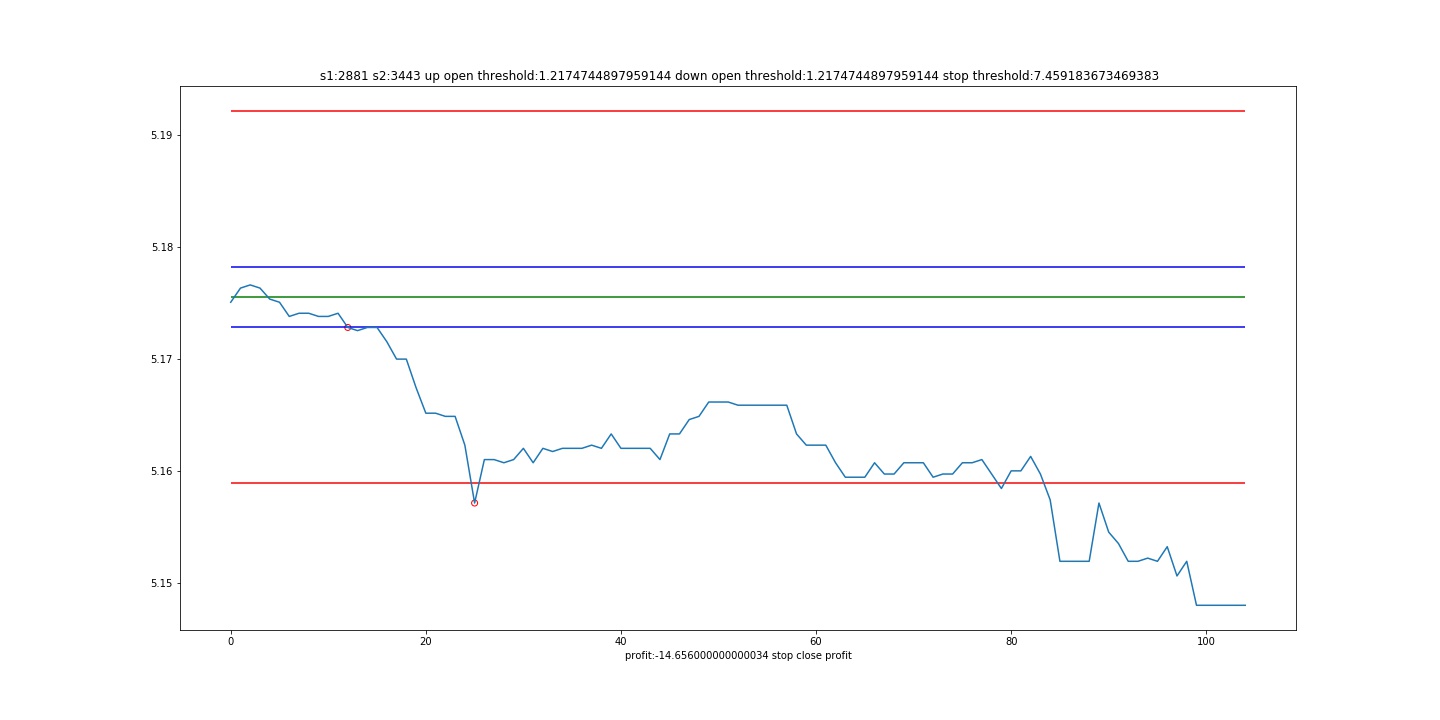 s1:2881 s2:3443 up open threshold:1.2174744897959144 down open threshold:1.2174744897959144 stop threshold:7.459183673469383
5.19
5.18
5.17
5.16
5.15
0 20 40 60 80 100
profit:-14.656000000000034 stop close profit